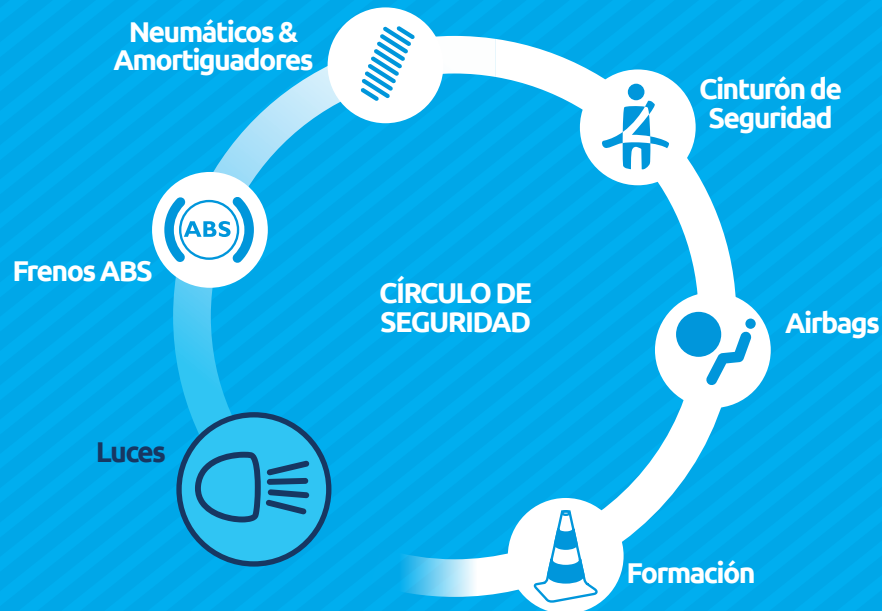 Neumáticos &
Amortiguadores
Cinturón de
Seguridad
ABS
Frenos ABS
CÍRCULO DE
SEGURIDAD
Airbags
Luces
Formación